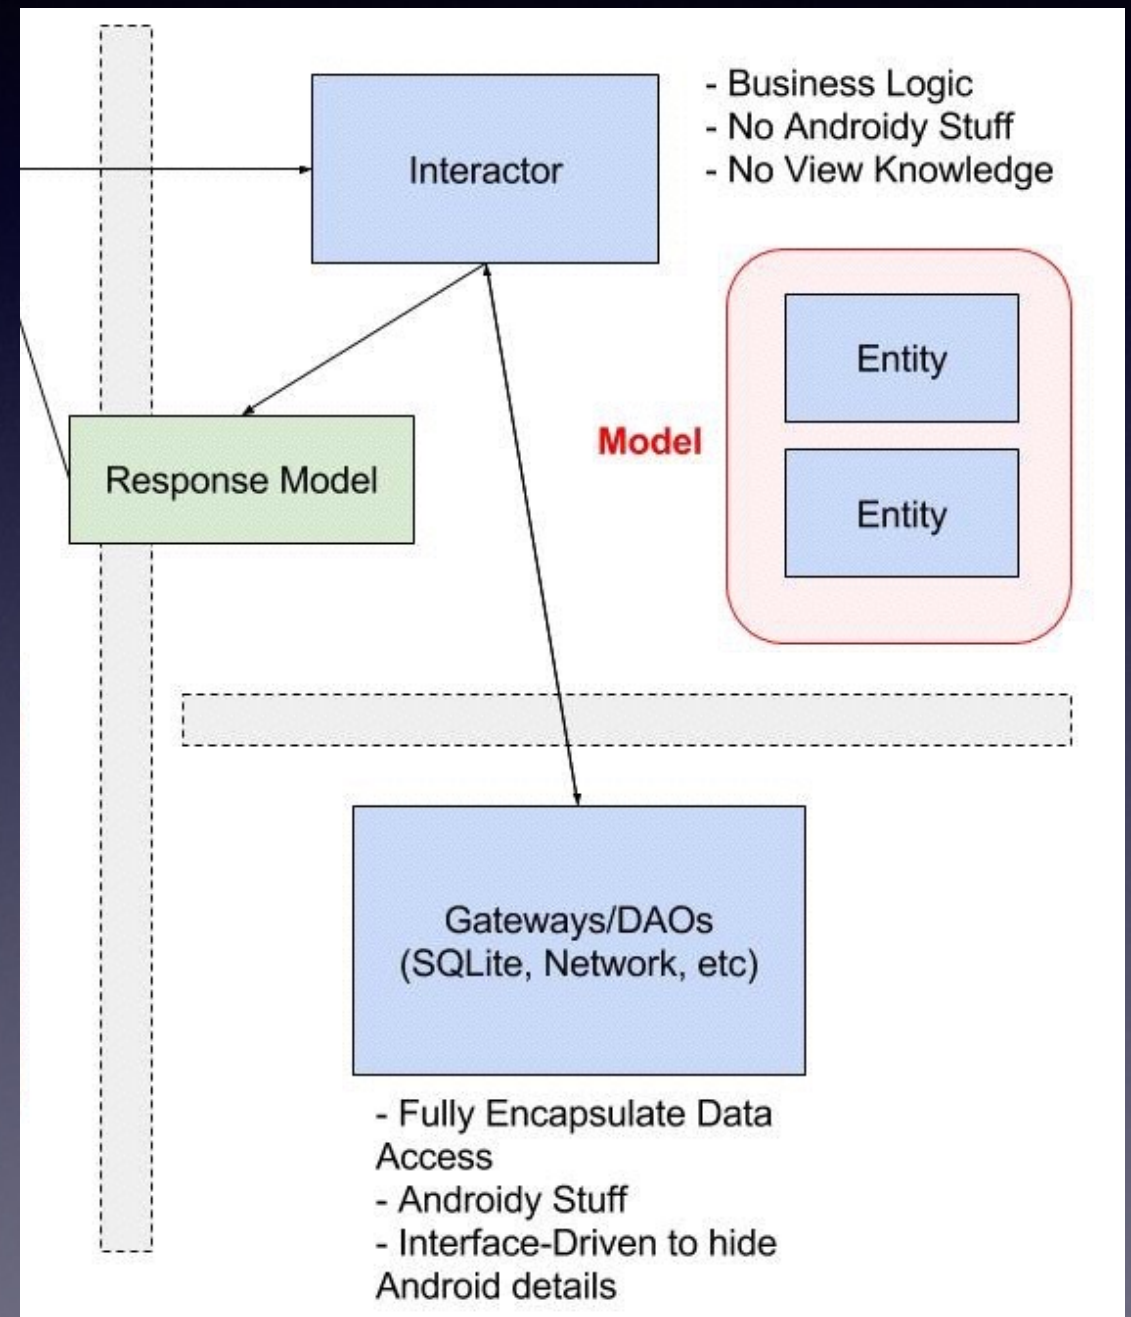 Interactor
- Business Logic
- No Androidy Stuff
- No View Knowledge
Entity
Model
Response Model
Entity
Gateways/DAOs
(SQLite, Network, etc)
- Fully Encapsulate Data
Access
- Androidy Stuff
- Interface-Driven to hide
Android details